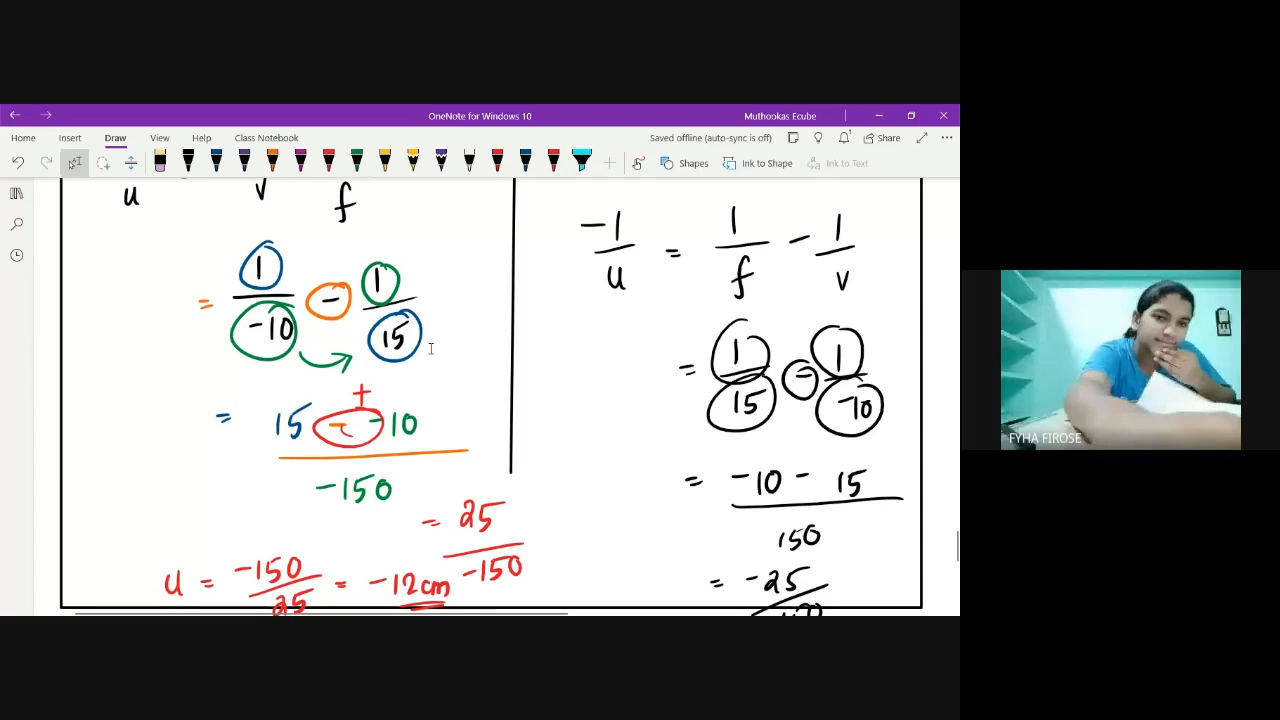 OneNote for Windows 10
Muthookas Ecube
Home Insert Draw View Help Class Notebook
Saved offline (auto-sync is off)
Share
Shapes
Ink to Shape
Ink to Text
u v f
= 1/-10 - 1/15
= 15 - -10 / -150
+
= 25/-150
u = -150/25 = -12cm
-1/u = 1/f - 1/v
= 1/15 - 1/-10
= -10 - 15 / 150
= -25
FYHA FIROSE